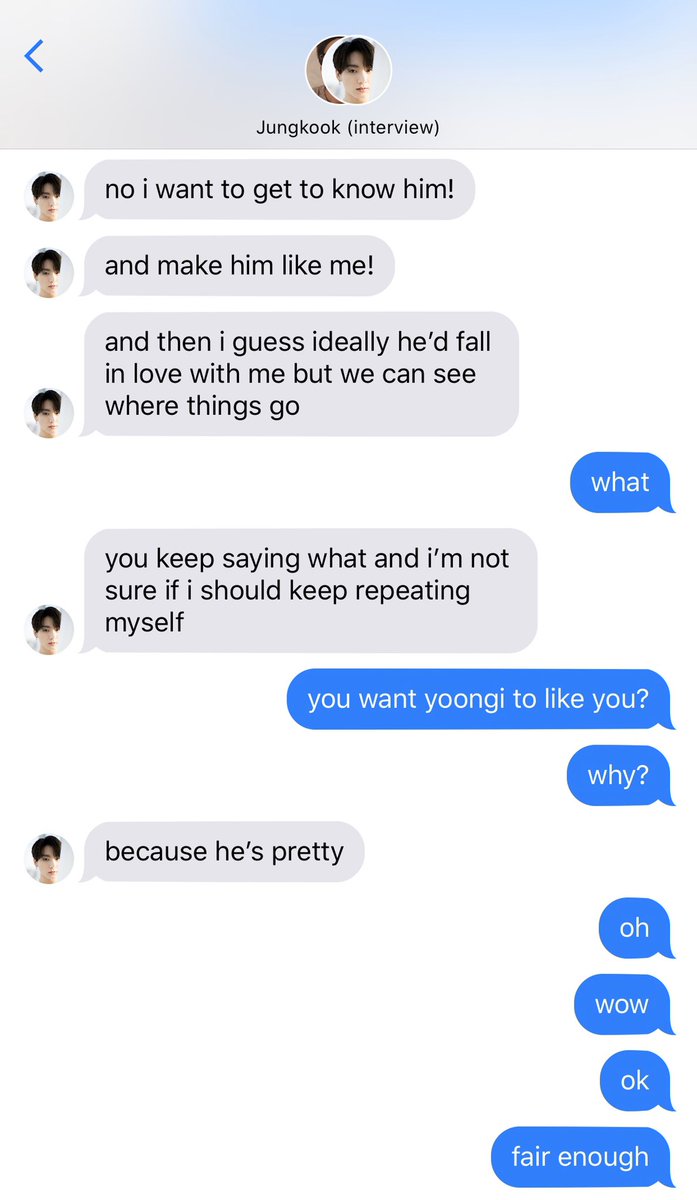 Jungkook (interview)
no i want to get to know him!
and make him like me!
and then i guess ideally he’d fall
in love with me but we can see
where things go
what
you keep saying what and i’m not
sure if i should keep repeating
myself
you want yoongi to like you?
why?
because he’s pretty
oh
wow
ok
fair enough